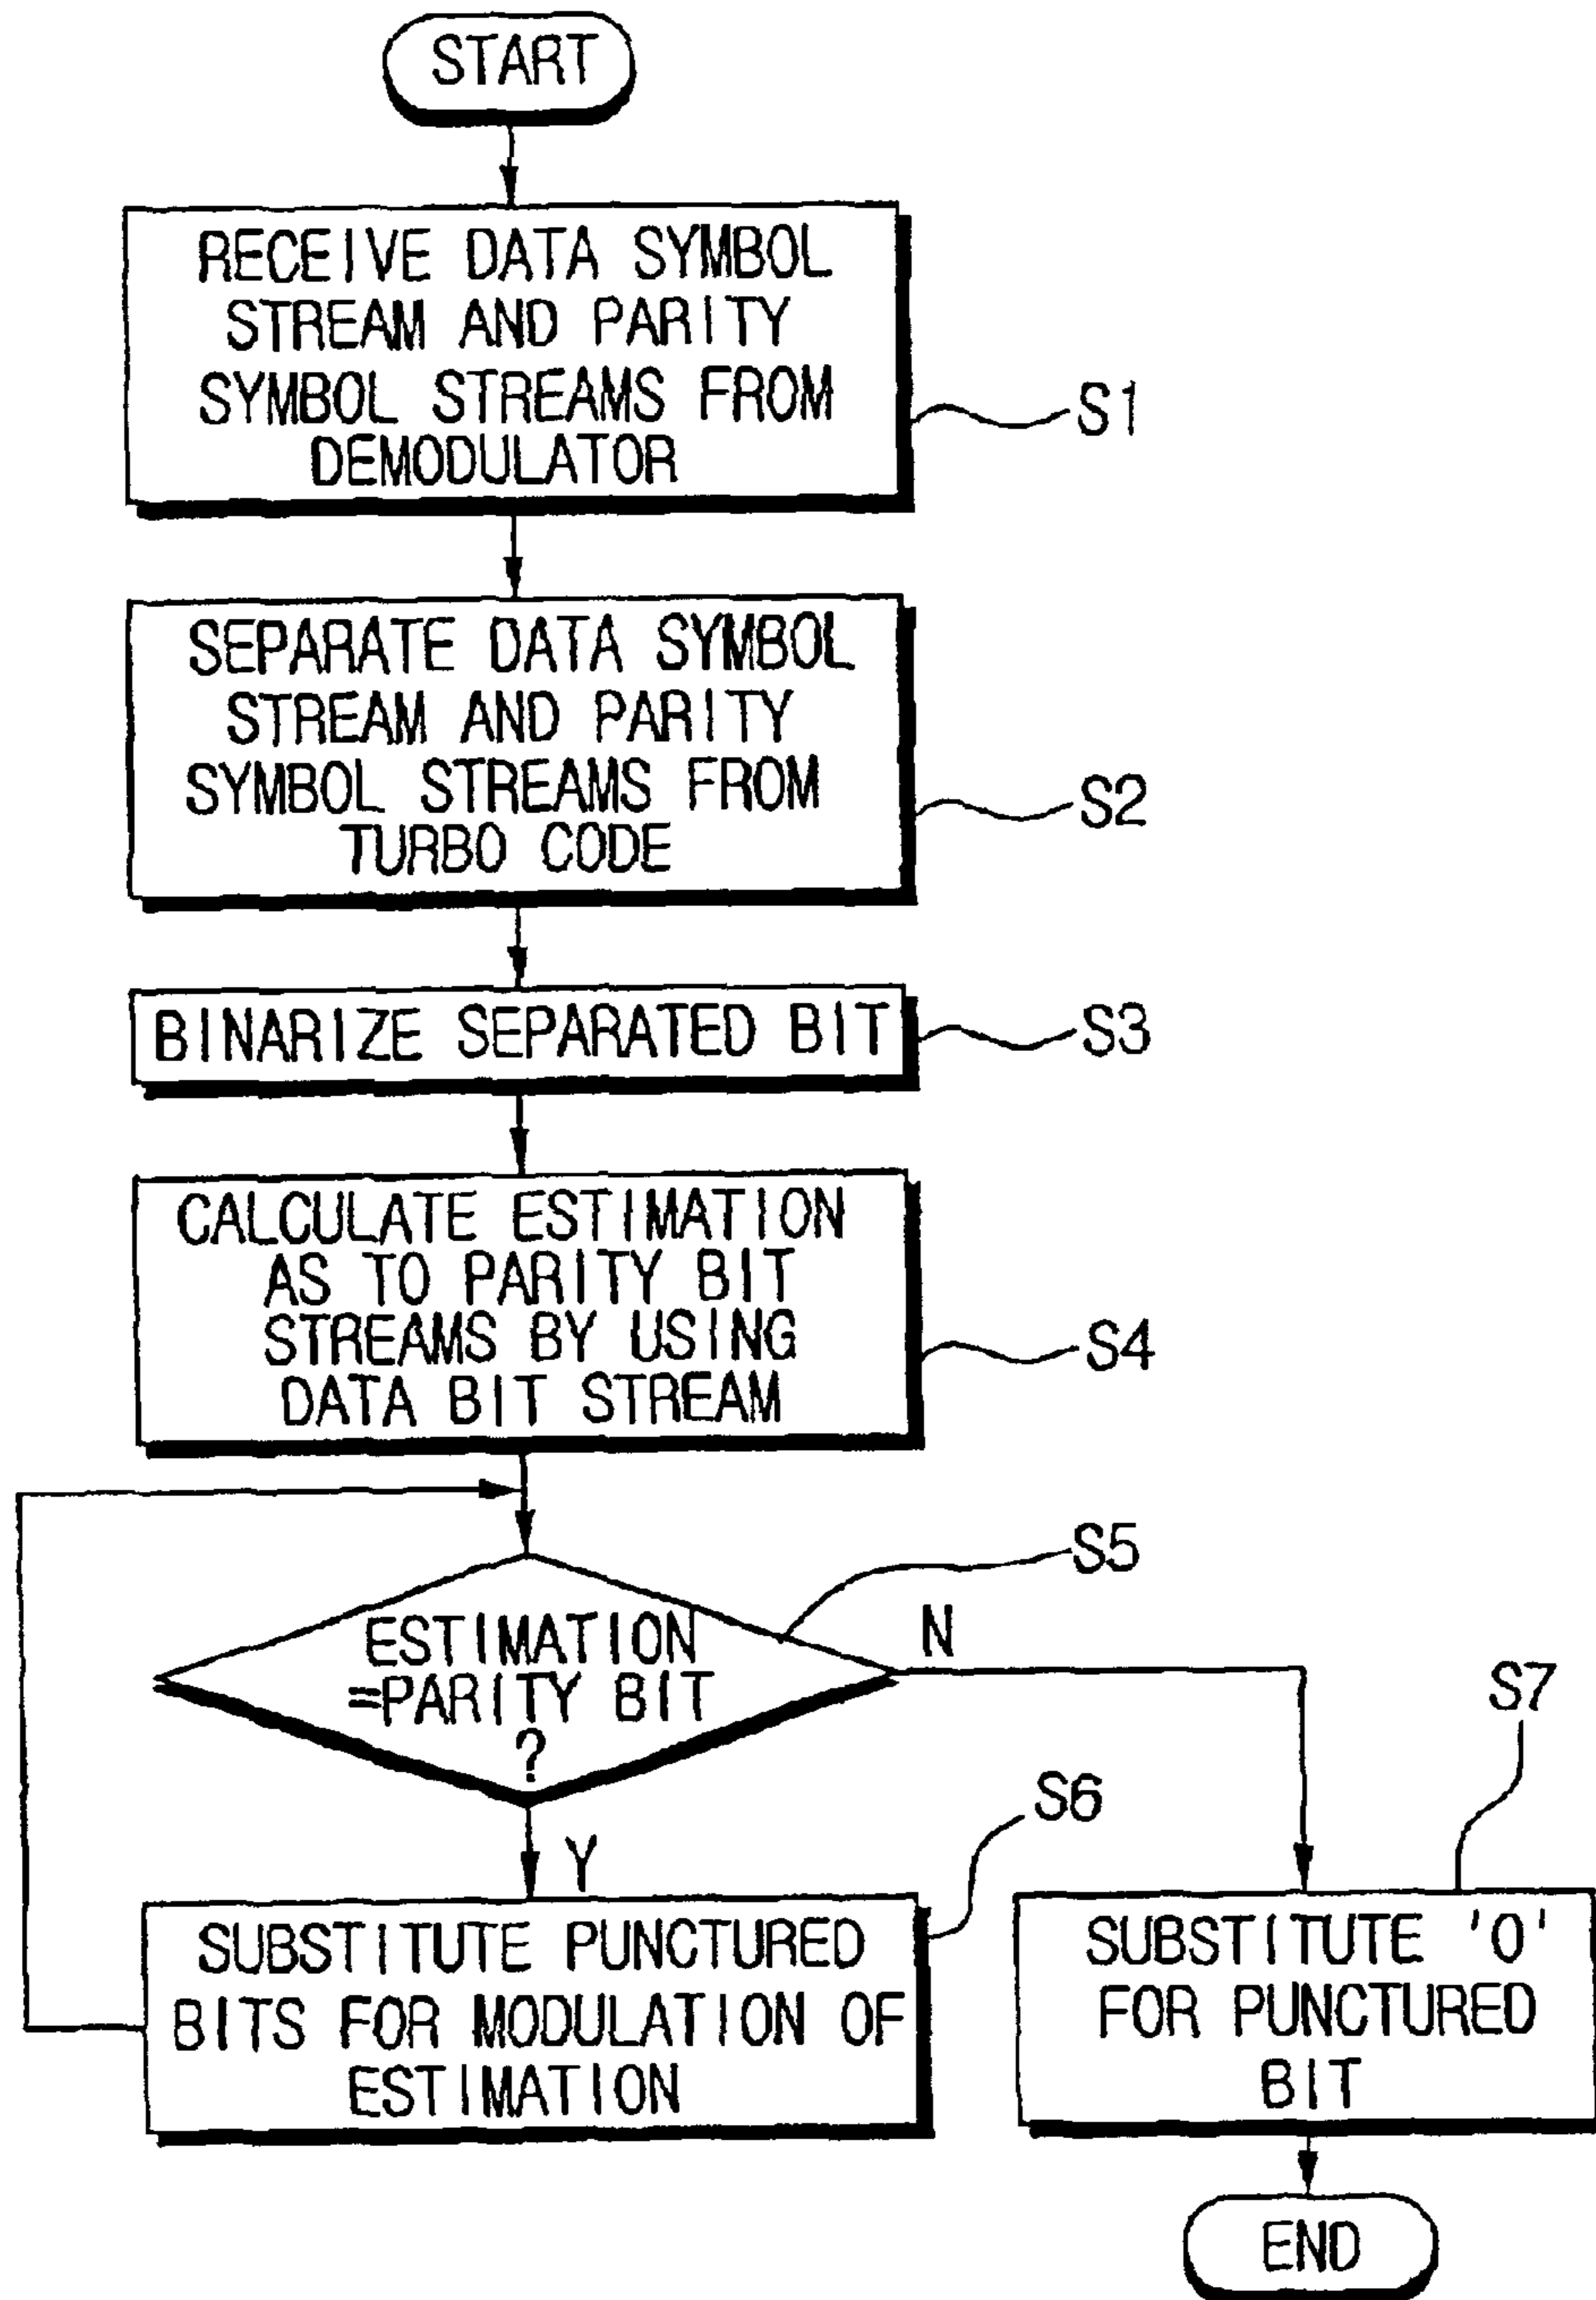 START
RECEIVE DATA SYMBOL
STREAM AND PARITY
SYMBOL STREAMS FROM
DEMODULATOR
S1
SEPARATE DATA SYMBOL
STREAM AND PARITY
SYMBOL STREAMS FROM
TURBO CODE
S2
BINARIZE SEPARATED BIT
S3
CALCULATE ESTIMATION
AS TO PARITY BIT
STREAMS BY USING
DATA BIT STREAM
S4
S5
ESTIMATION
=PARITY BIT
?
N
Y
S6
SUBSTITUTE PUNCTURED
BITS FOR MODULATION OF
ESTIMATION
S7
SUBSTITUTE '0'
FOR PUNCTURED
BIT
END